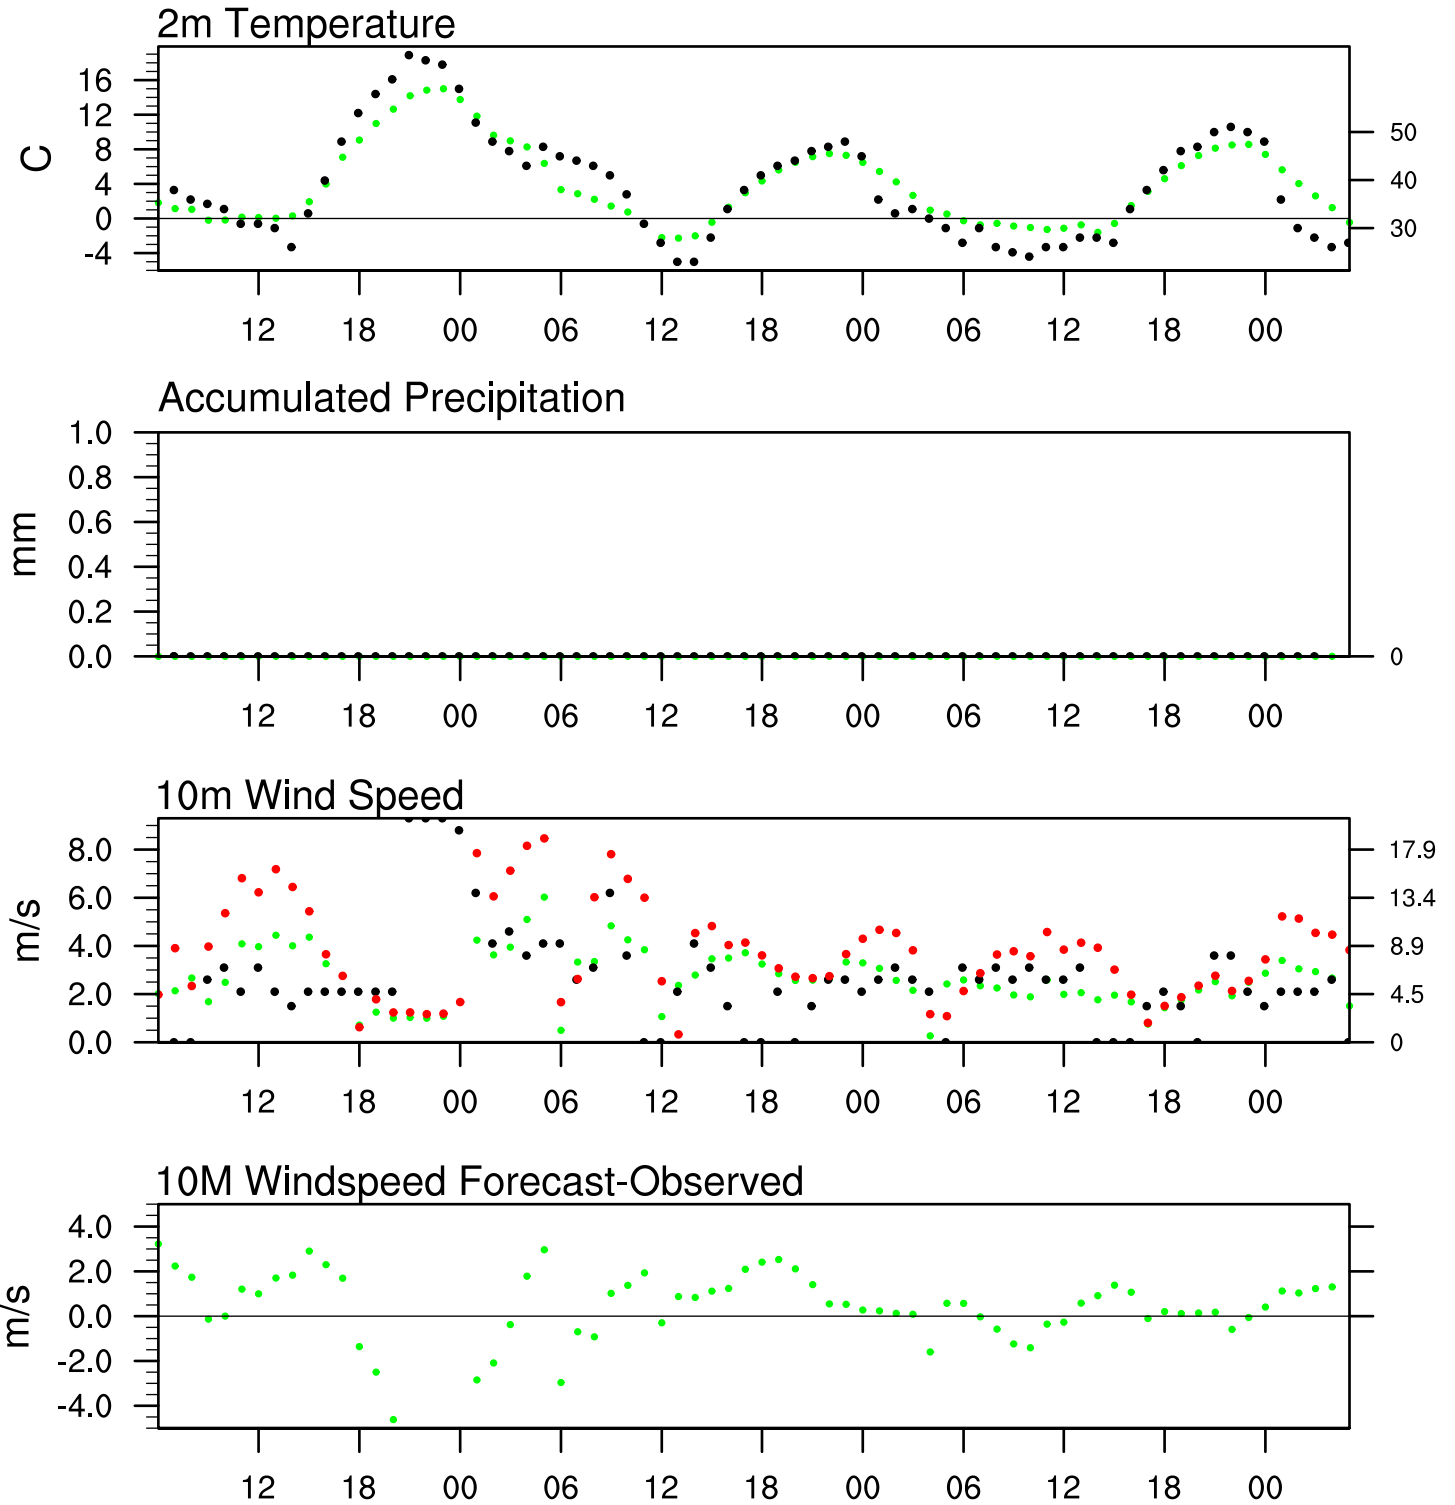 2m Temperature
16
12
8
4
0
-4
C
50
40
30
12 18 00 06 12 18 00 06 12 18 00
Accumulated Precipitation
1.0
0.8
0.6
0.4
0.2
0.0
mm
0
12 18 00 06 12 18 00 06 12 18 00
10m Wind Speed
8.0
6.0
4.0
2.0
0.0
m/s
17.9
13.4
8.9
4.5
0
12 18 00 06 12 18 00 06 12 18 00
10M Windspeed Forecast-Observed
4.0
2.0
0.0
-2.0
-4.0
m/s
12 18 00 06 12 18 00 06 12 18 00